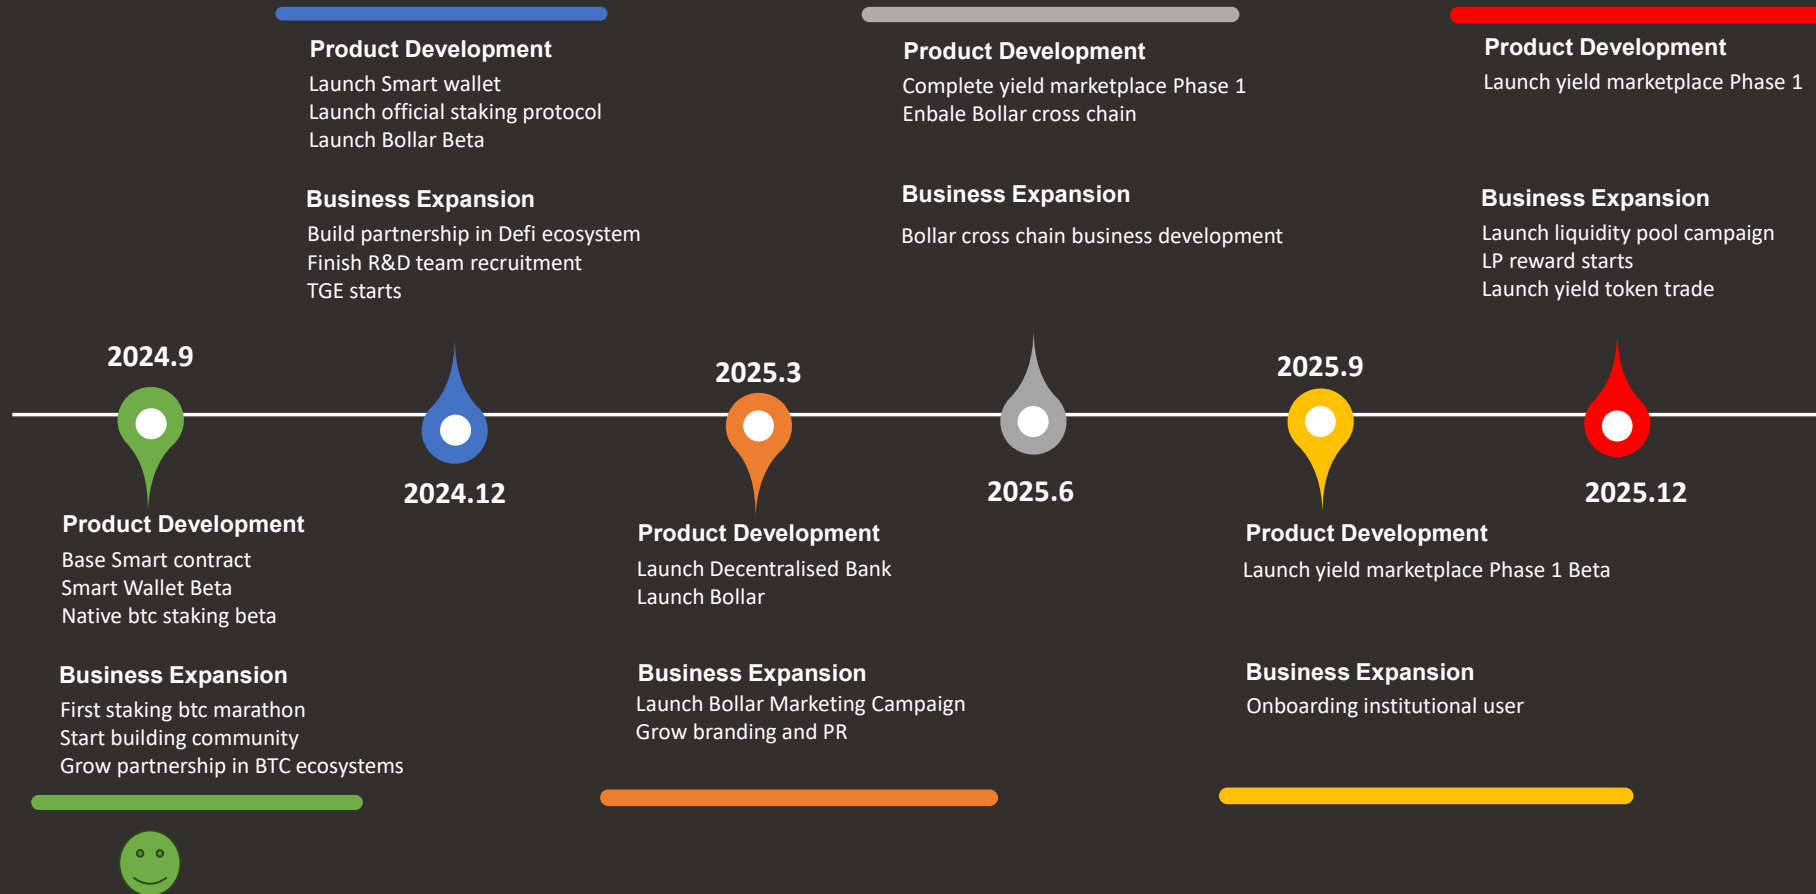 2024.9
Product Development
Base Smart contract
Smart Wallet Beta
Native btc staking beta
Business Expansion
First staking btc marathon
Start building community
Grow partnership in BTC ecosystems
Product Development
Launch Smart wallet
Launch official staking protocol
Launch Bollar Beta
Business Expansion
Build partnership in Defi ecosystem
Finish R&D team recruitment
TGE starts
2024.12
2025.3
Product Development
Launch Decentralised Bank
Launch Bollar
Business Expansion
Launch Bollar Marketing Campaign
Grow branding and PR
Product Development
Complete yield marketplace Phase 1
Enbale Bollar cross chain
Business Expansion
Bollar cross chain business development
2025.6
2025.9
Product Development
Launch yield marketplace Phase 1 Beta
Business Expansion
Onboarding institutional user
Product Development
Launch yield marketplace Phase 1
Business Expansion
Launch liquidity pool campaign
LP reward starts
Launch yield token trade
2025.12